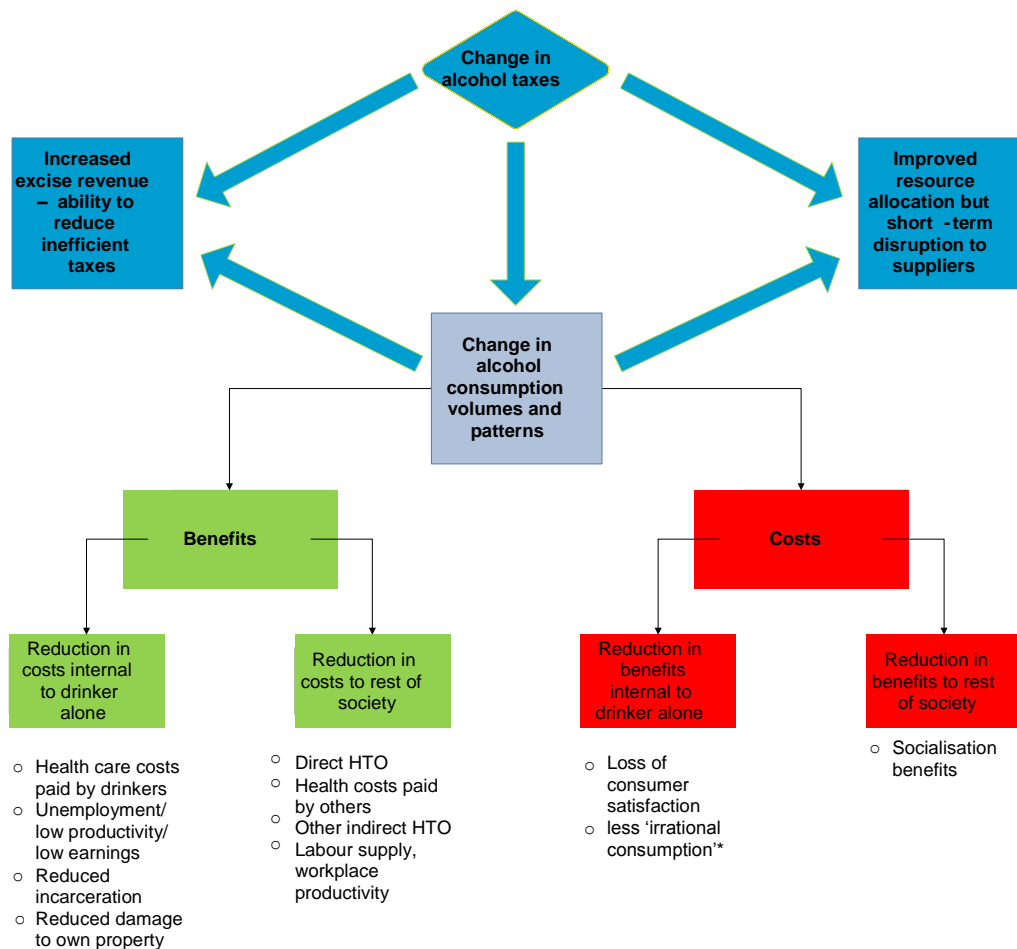 Change in
alcohol taxes
Increased
excise revenue
– ability to
reduce
inefficient
taxes
Improved
resource
allocation but
short -term
disruption to
suppliers
Change in
alcohol
consumption
volumes and
patterns
Benefits
Costs
Reduction in
costs internal
to drinker
alone
Reduction in
costs to rest of
society
Reduction in
benefits
internal to
drinker alone
Reduction in
benefits to rest
of society
○ Health care costs
paid by drinkers
○ Unemployment/
low productivity/
low earnings
○ Reduced
incarceration
○ Reduced damage
to own property
○ Direct HTO
○ Health costs paid
by others
○ Other indirect HTO
○ Labour supply,
workplace
productivity
○ Loss of
consumer
satisfaction
○ less ‘irrational
consumption’*
○ Socialisation
benefits